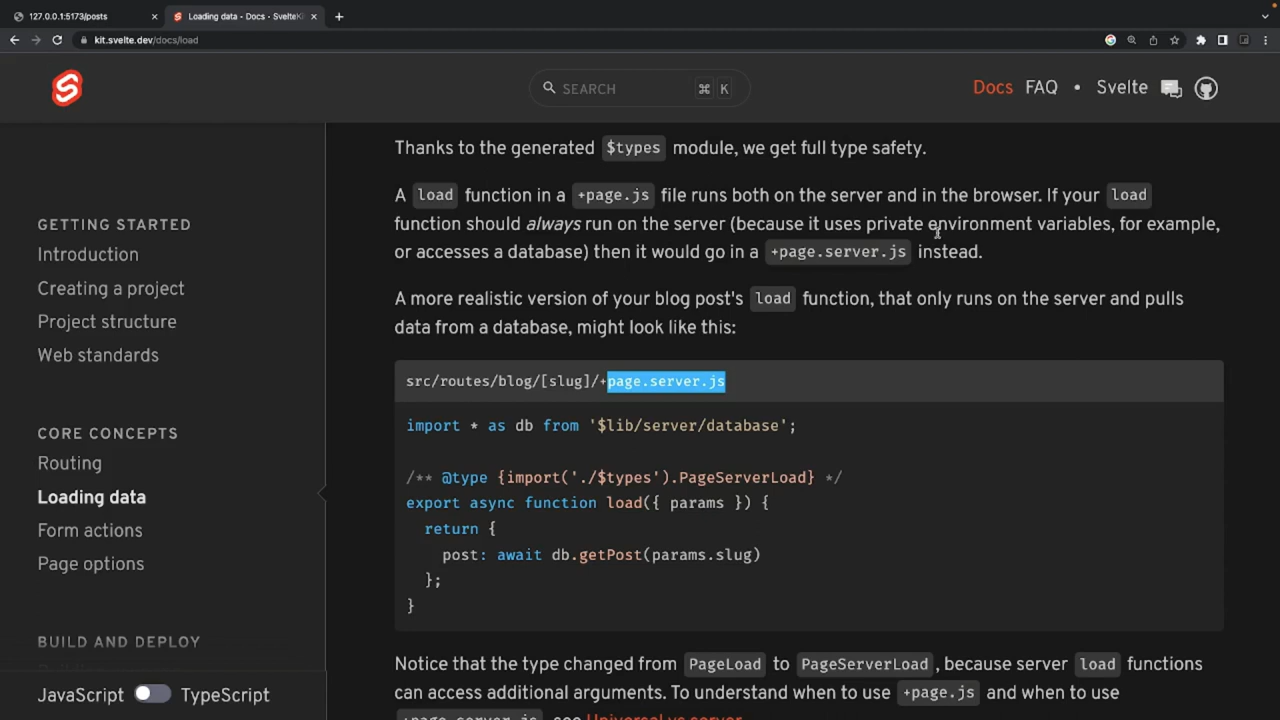 127.0.0.1:5173/posts
Loading data - Docs - SvelteKit
kit.svelte.dev/docs/load
SEARCH
⌘ K
Docs FAQ • Svelte
GETTING STARTED
Introduction
Creating a project
Project structure
Web standards
CORE CONCEPTS
Routing
Loading data
Form actions
Page options
BUILD AND DEPLOY
JavaScript TypeScript
Thanks to the generated $types module, we get full type safety.
A load function in a +page.js file runs both on the server and in the browser. If your load
function should always run on the server (because it uses private environment variables, for example,
or accesses a database) then it would go in a +page.server.js instead.
A more realistic version of your blog post's load function, that only runs on the server and pulls
data from a database, might look like this:
src/routes/blog/[slug]/+page.server.js
import * as db from '$lib/server/database';
/** @type {import('./$types').PageServerLoad} */
export async function load({ params }) {
return {
post: await db.getPost(params.slug)
};
}
Notice that the type changed from PageLoad to PageServerLoad, because server load functions
can access additional arguments. To understand when to use +page.js and when to use
+page.server.js, see Universal vs server